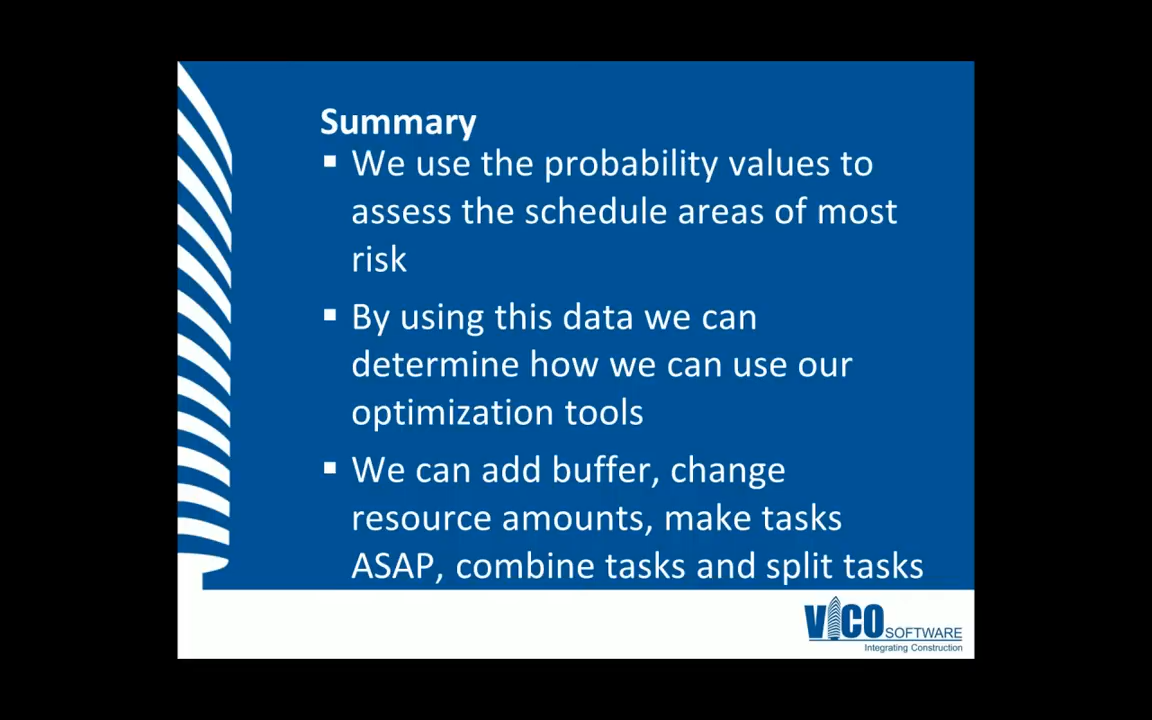 Summary
▪ We use the probability values to
assess the schedule areas of most
risk
▪ By using this data we can
determine how we can use our
optimization tools
▪ We can add buffer, change
resource amounts, make tasks
ASAP, combine tasks and split tasks
VICO SOFTWARE
Integrating Construction